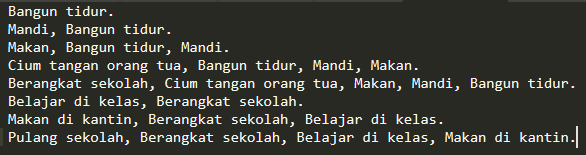 Bangun tidur.
Mandi, Bangun tidur.
Makan, Bangun tidur, Mandi.
Cium tangan orang tua, Bangun tidur, Mandi, Makan.
Berangkat sekolah, Cium tangan orang tua, Makan, Mandi, Bangun tidur.
Belajar di kelas, Berangkat sekolah.
Makan di kantin, Berangkat sekolah, Belajar di kelas.
Pulang sekolah, Berangkat sekolah, Belajar di kelas, Makan di kantin.